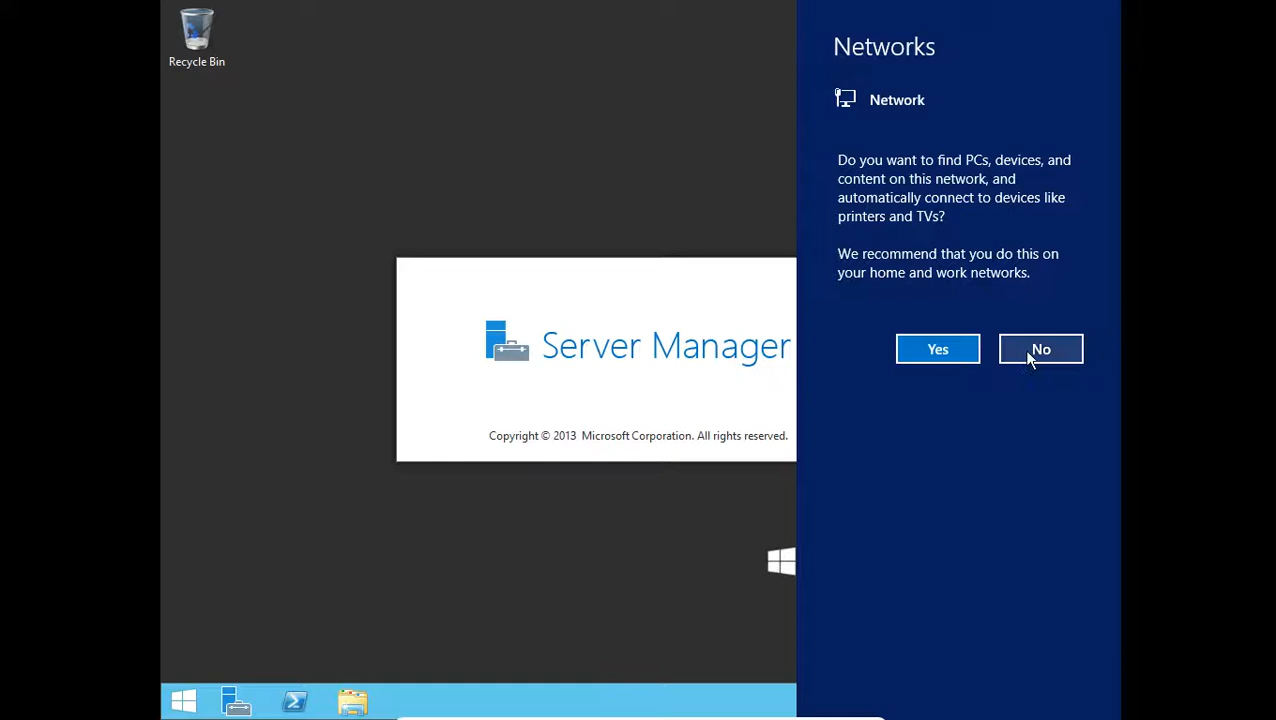 Recycle Bin
Networks
Network
Do you want to find PCs, devices, and
content on this network, and
automatically connect to devices like
printers and TVs?
We recommend that you do this on
your home and work networks.
Yes
No
Server Manager
Copyright © 2013 Microsoft Corporation. All rights reserved.